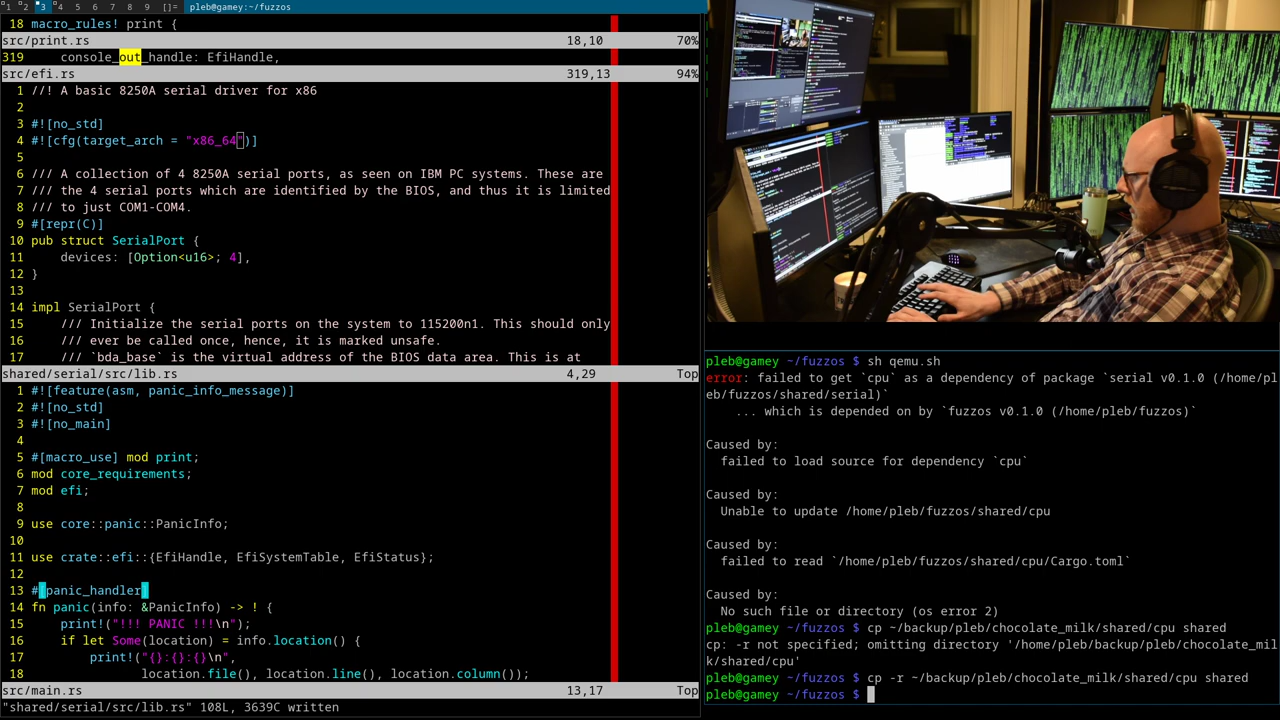 1 2 3 4 5 6 7 8 9 []= pleb@gamey:~/fuzzos
18 macro_rules! print {
src/print.rs 18,10 70%
319 console_out_handle: EfiHandle,
src/efi.rs 319,13 94%
1 //! A basic 8250A serial driver for x86
2
3 #![no_std]
4 #![cfg(target_arch = "x86_64")]
5
6 /// A collection of 4 8250A serial ports, as seen on IBM PC systems. These are
7 /// the 4 serial ports which are identified by the BIOS, and thus it is limited
8 /// to just COM1-COM4.
9 #[repr(C)]
10 pub struct SerialPort {
11 devices: [Option<u16>; 4],
12 }
13
14 impl SerialPort {
15 /// Initialize the serial ports on the system to 115200n1. This should only
16 /// ever be called once, hence, it is marked unsafe.
17 /// `bda_base` is the virtual address of the BIOS data area. This is at
shared/serial/src/lib.rs 4,29 Top
1 #![feature(asm, panic_info_message)]
2 #![no_std]
3 #![no_main]
4
5 #[macro_use] mod print;
6 mod core_requirements;
7 mod efi;
8
9 use core::panic::PanicInfo;
10
11 use crate::efi::{EfiHandle, EfiSystemTable, EfiStatus};
12
13 #[panic_handler]
14 fn panic(info: &PanicInfo) -> ! {
15 print!("!!! PANIC !!!\n");
16 if let Some(location) = info.location() {
17 print!("{}:{}:{}\n",
18 location.file(), location.line(), location.column());
src/main.rs 13,17 Top
"shared/serial/src/lib.rs" 108L, 3639C written
pleb@gamey ~/fuzzos $ sh qemu.sh
error: failed to get `cpu` as a dependency of package `serial v0.1.0 (/home/pl
eb/fuzzos/shared/serial)`
... which is depended on by `fuzzos v0.1.0 (/home/pleb/fuzzos)`
Caused by:
failed to load source for dependency `cpu`
Caused by:
Unable to update /home/pleb/fuzzos/shared/cpu
Caused by:
failed to read `/home/pleb/fuzzos/shared/cpu/Cargo.toml`
Caused by:
No such file or directory (os error 2)
pleb@gamey ~/fuzzos $ cp ~/backup/pleb/chocolate_milk/shared/cpu shared
cp: -r not specified; omitting directory '/home/pleb/backup/pleb/chocolate_mil
k/shared/cpu'
pleb@gamey ~/fuzzos $ cp -r ~/backup/pleb/chocolate_milk/shared/cpu shared
pleb@gamey ~/fuzzos $